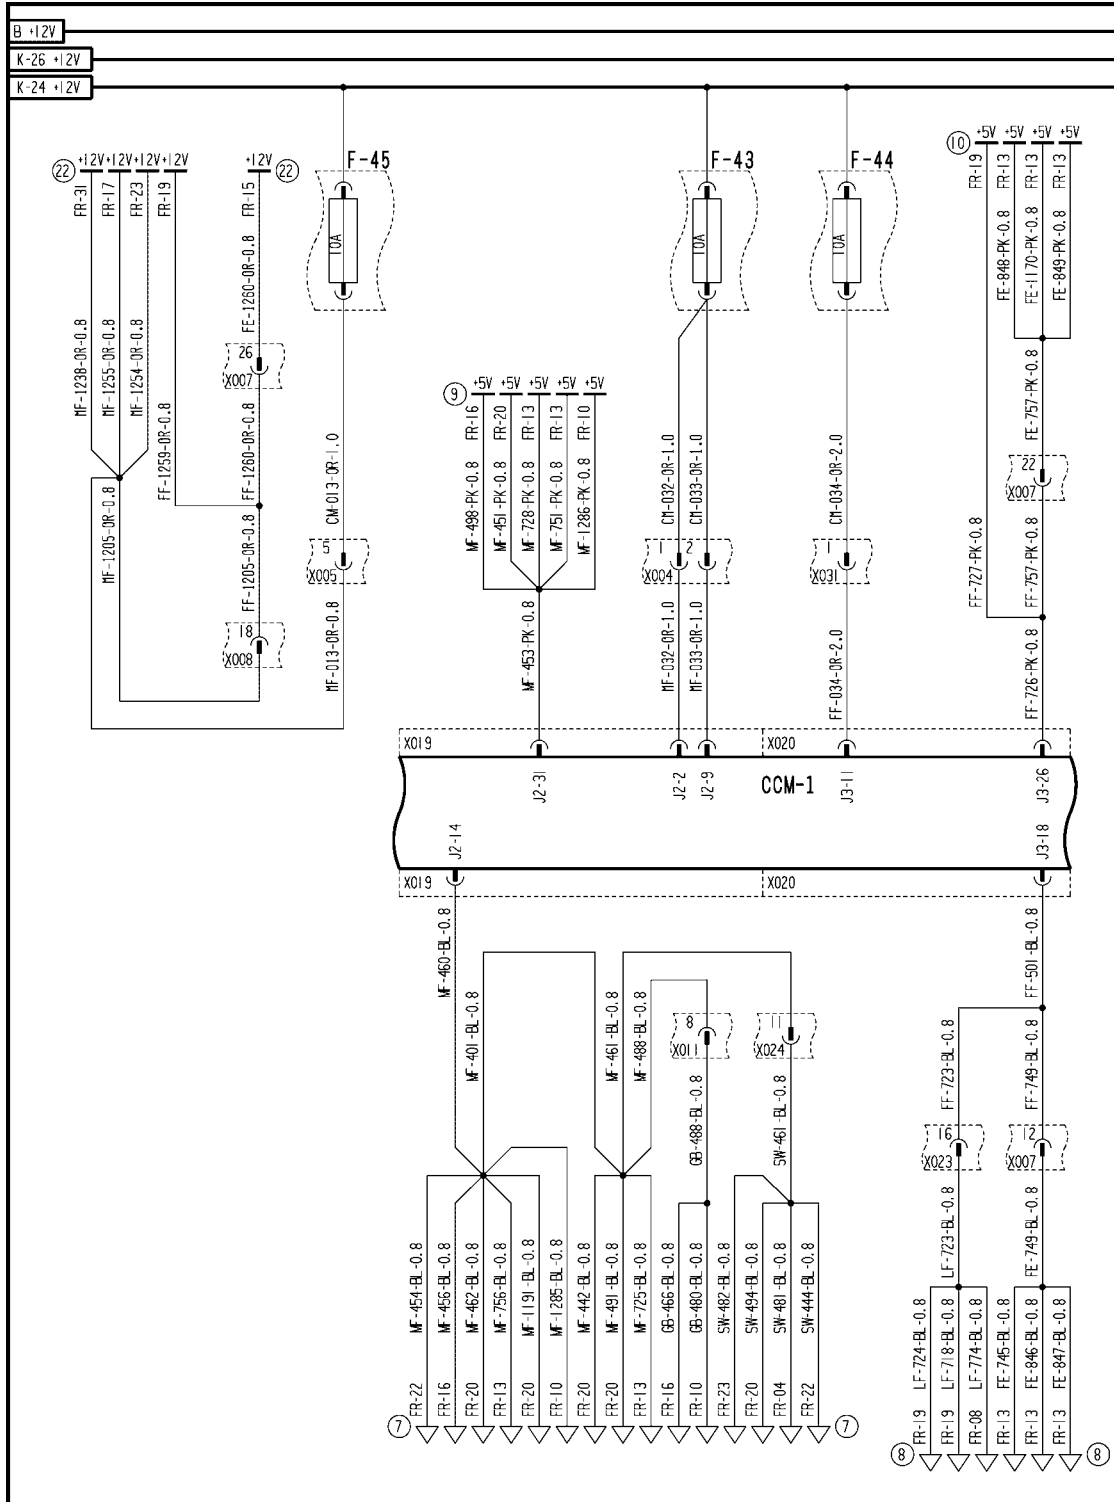 B +12V
K-26 +12V
K-24 +12V
22
+12V +12V +12V +12V
+12V
22
F-45
F-43
F-44
10
+5V +5V +5V +5V
FR-31
FR-17
FR-23
FR-19
FR-15
FR-19
FR-13
FR-13
FR-13
10A
10A
10A
MF-1238-OR-0.8
MF-1255-OR-0.8
MF-1254-OR-0.8
FF-1259-OR-0.8
FE-1260-OR-0.8
FE-848-PK-0.8
FE-1170-PK-0.8
FE-849-PK-0.8
26
X007
9
+5V +5V +5V +5V +5V
FR-16
FR-20
FR-13
FR-13
FR-10
FE-757-PK-0.8
MF-1205-OR-0.8
FF-1260-OR-0.8
CM-013-OR-1.0
MF-498-PK-0.8
MF-451-PK-0.8
MF-728-PK-0.8
MF-751-PK-0.8
MF-1286-PK-0.8
CM-032-OR-1.0
CM-033-OR-1.0
CM-034-OR-2.0
22
X007
5
X005
1 2
X004
1
X031
FF-1205-OR-0.8
FF-727-PK-0.8
FF-757-PK-0.8
18
X008
MF-013-OR-0.8
MF-453-PK-0.8
MF-032-OR-1.0
MF-033-OR-1.0
FF-034-OR-2.0
FF-726-PK-0.8
X019
X020
J2-31
J2-2
J2-9
CCM-1
J3-11
J3-26
J2-14
J3-18
X019
X020
MF-460-BL-0.8
MF-401-BL-0.8
MF-461-BL-0.8
MF-488-BL-0.8
FF-501-BL-0.8
8
X011
11
X024
FF-723-BL-0.8
FF-749-BL-0.8
GB-488-BL-0.8
SW-461-BL-0.8
16
X023
12
X007
LF-723-BL-0.8
FE-749-BL-0.8
MF-454-BL-0.8
MF-456-BL-0.8
MF-462-BL-0.8
MF-756-BL-0.8
MF-1191-BL-0.8
MF-1285-BL-0.8
MF-442-BL-0.8
MF-491-BL-0.8
MF-725-BL-0.8
GB-466-BL-0.8
GB-480-BL-0.8
SW-482-BL-0.8
SW-494-BL-0.8
SW-481-BL-0.8
SW-444-BL-0.8
LF-724-BL-0.8
LF-718-BL-0.8
LF-774-BL-0.8
FE-745-BL-0.8
FE-846-BL-0.8
FE-847-BL-0.8
7
FR-22
FR-16
FR-20
FR-13
FR-20
FR-10
FR-20
FR-20
FR-13
FR-16
FR-10
FR-23
FR-20
FR-04
FR-22
7
8
FR-19
FR-19
FR-08
FR-13
FR-13
FR-13
8